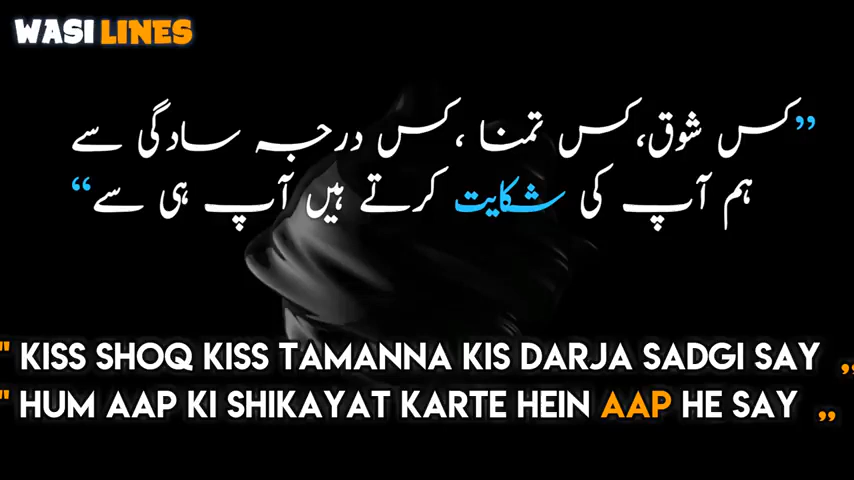 WASI LINES
”کس شوق،کس تمنا ،کس درجہ سادگی سے
ہم آپ کی شکایت کرتے ہیں آپ ہی سے“
" KISS SHOQ KISS TAMANNA KIS DARJA SADGI SAY ,,
" HUM AAP KI SHIKAYAT KARTE HEIN AAP HE SAY ,,